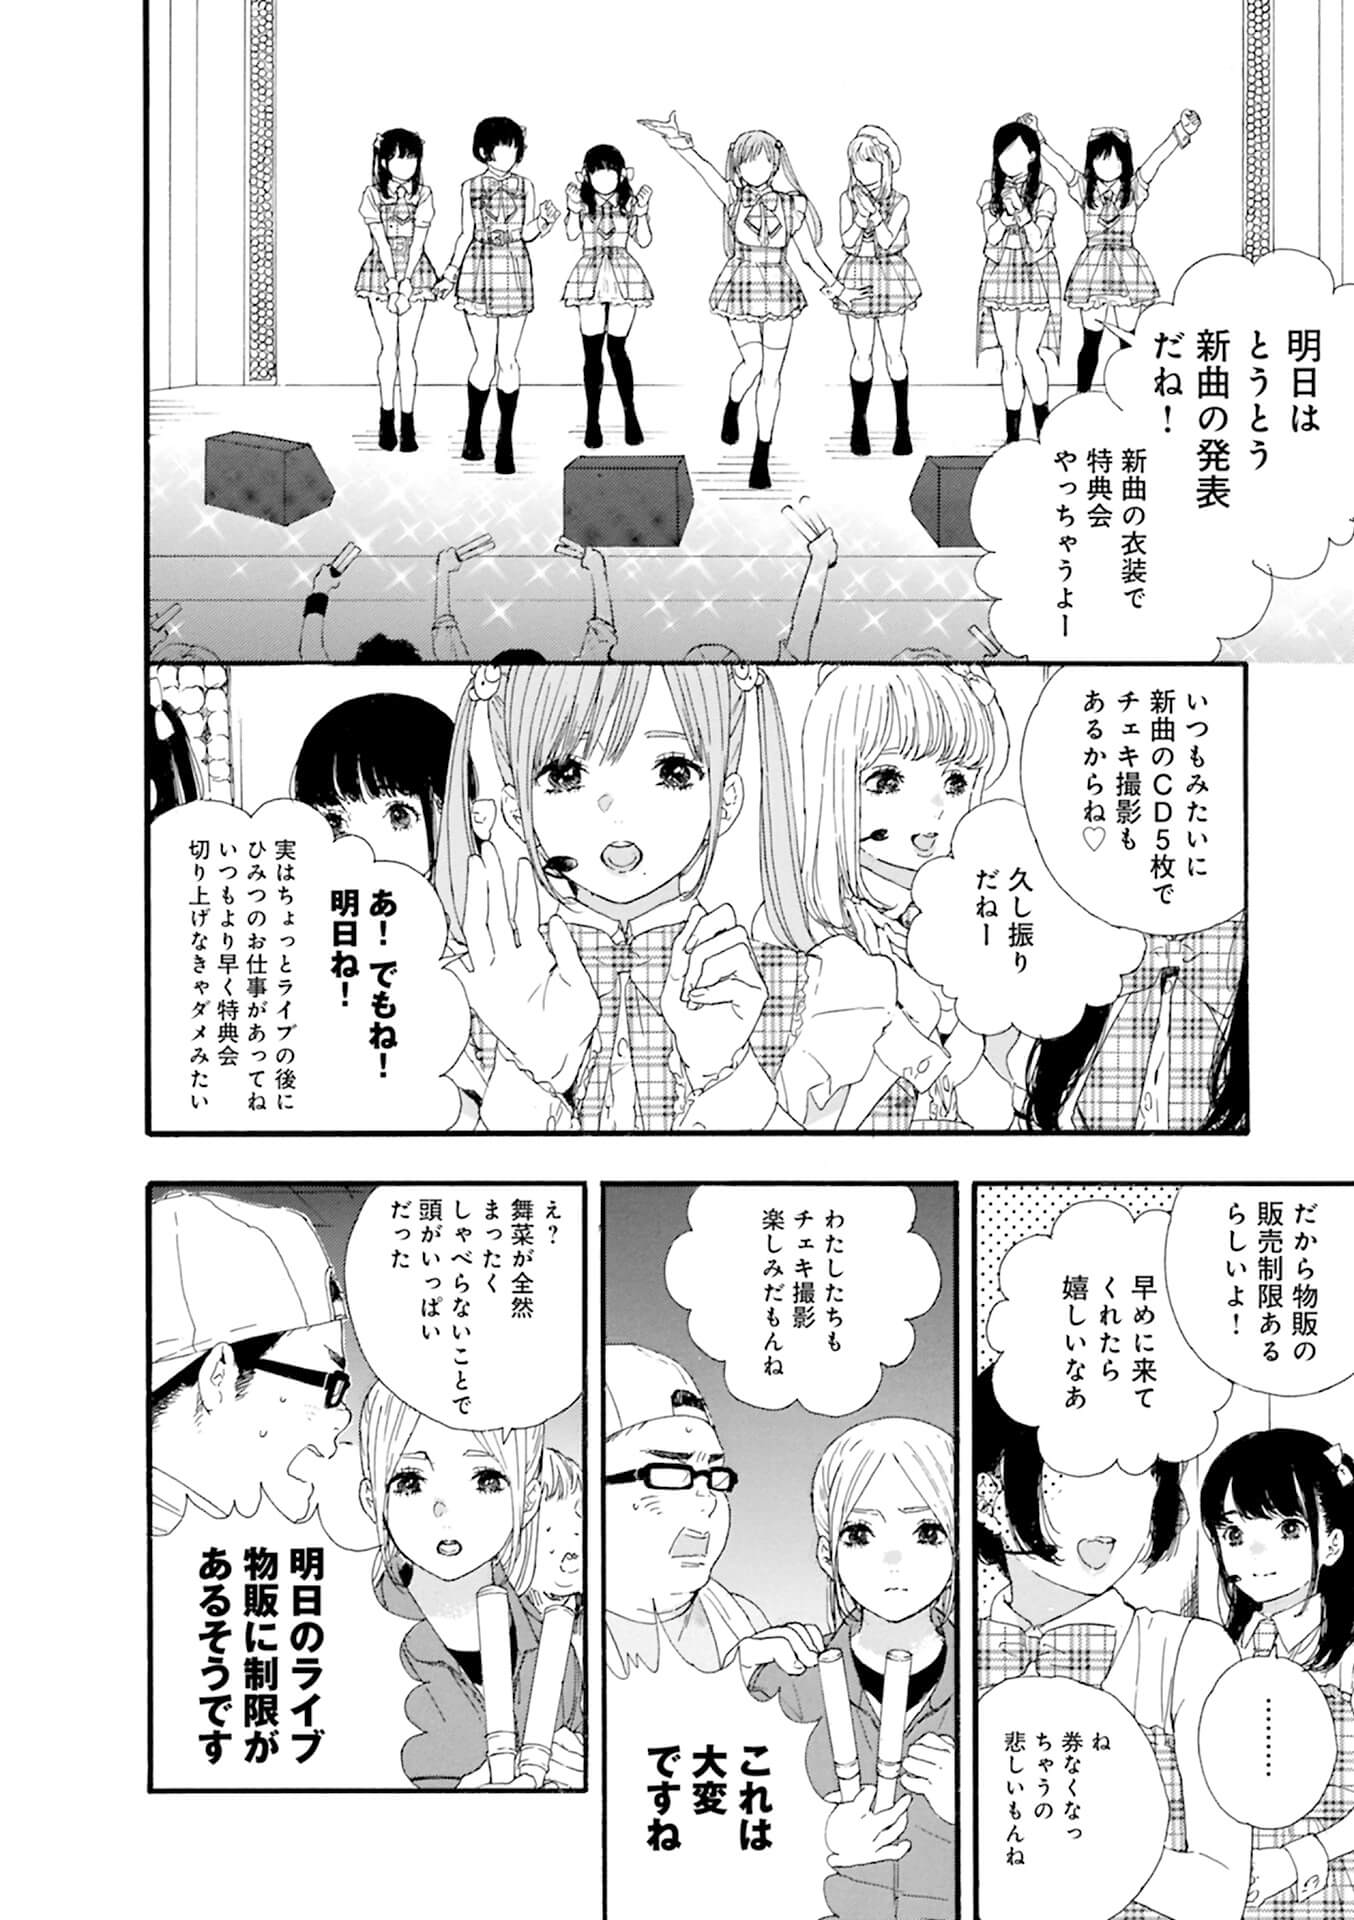 明日は
とうとう
新曲の発表
だね！
新曲の衣装で
特典会
やっちゃうよー
いつもみたいに
新曲のCD5枚で
チェキ撮影も
あるからね♡
久し振り
だねー
あ！でもね！
明日ね！
実はちょっとライブの後に
ひみつのお仕事があってね
いつもより早く特典会
切り上げなきゃダメみたい
だから物販の
販売制限ある
らしいよ！
早めに来て
くれたら
嬉しいなあ
………
ね
券なくなっ
ちゃうの
悲しいもんね
わたしたちも
チェキ撮影
楽しみだもんね
これは
大変
ですね
え？
舞菜が全然
まったく
しゃべらないことで
頭がいっぱい
だった
明日のライブ
物販に制限が
あるそうです